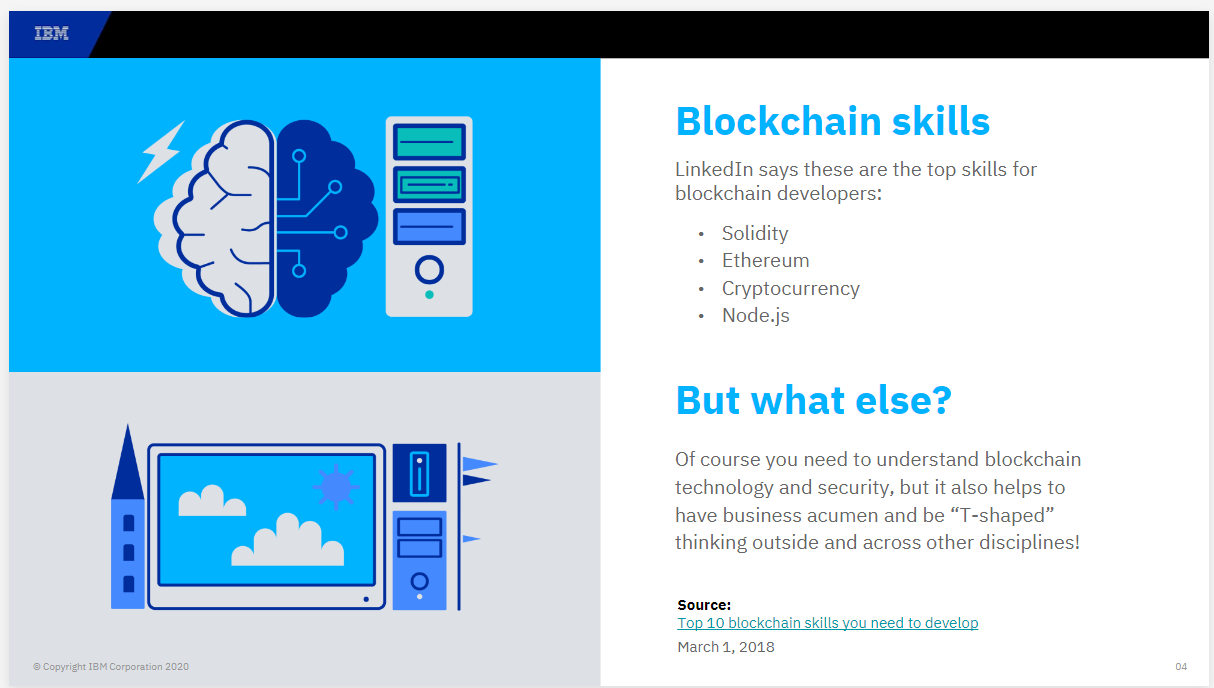 IBM
Blockchain skills
LinkedIn says these are the top skills for
blockchain developers:
• Solidity
• Ethereum
• Cryptocurrency
• Node.js
But what else?
Of course you need to understand blockchain
technology and security, but it also helps to
have business acumen and be “T-shaped”
thinking outside and across other disciplines!
Source:
Top 10 blockchain skills you need to develop
March 1, 2018
© Copyright IBM Corporation 2020
04